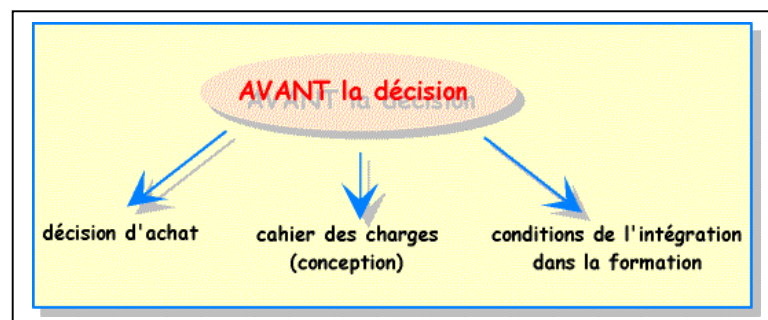 AVANT la décision
décision d'achat
cahier des charges
(conception)
conditions de l'intégration
dans la formation